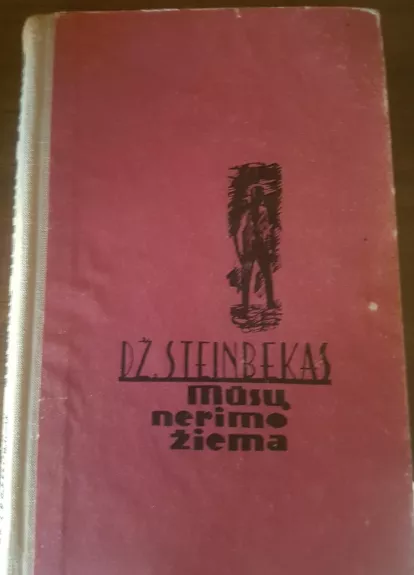 DŽ. STEINBEKAS
Mūsų
nerimo
žiema